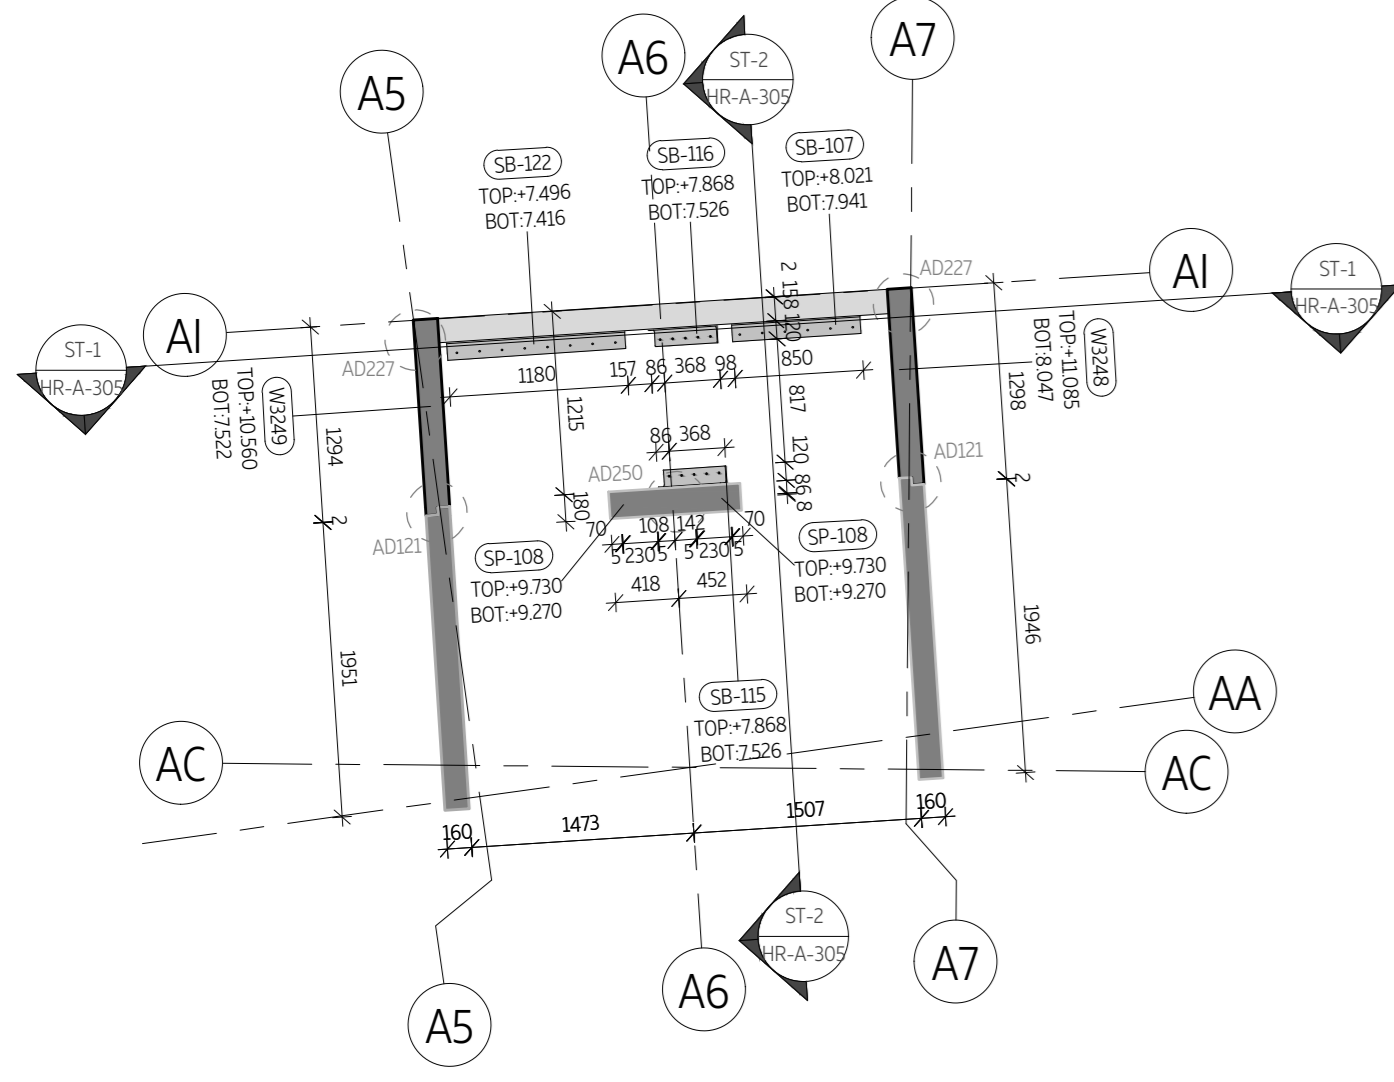 A7
A6
ST-2
HR-A-305
A5
SB-122
TOP:+7.496
BOT:7.416
SB-116
TOP:+7.868
BOT:7.526
SB-107
TOP:+8.021
BOT:7.941
AI
AI
ST-1
HR-A-305
ST-1
HR-A-305
AD227
AD227
2
158
120
1180
157
86
368
98
850
817
1215
W3249
TOP:+10.560
BOT:7.522
W3248
TOP:+11.085
BOT:8.047
1294
1298
2
2
86
368
120
86
8
AD250
AD121
AD121
180
70
108
142
70
5
230
5
5
230
5
418
452
SP-108
TOP:+9.730
BOT:+9.270
SP-108
TOP:+9.730
BOT:+9.270
1951
1946
SB-115
TOP:+7.868
BOT:7.526
AA
AC
AC
160
1473
1507
160
ST-2
HR-A-305
A5
A6
A7